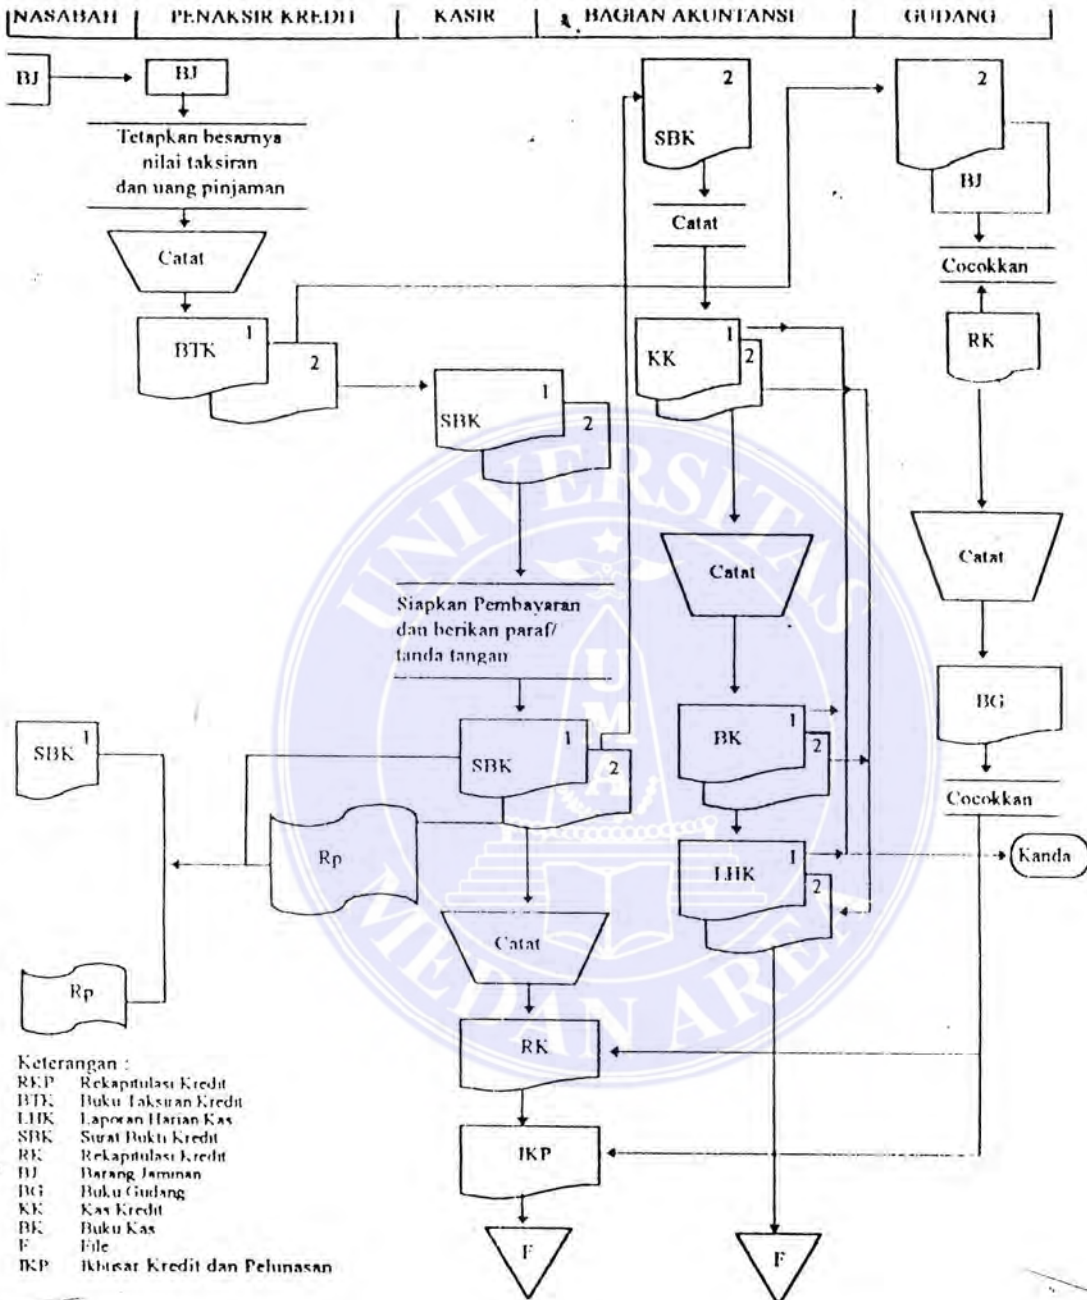 NASABAH
PENAKSIR KREDIT
KASIR
BAGIAN AKUNTANSI
GUDANG
BJ
BJ
Tetapkan besarnya
nilai taksiran
dan uang pinjaman
Catat
BTK
1
2
SBK
1
2
Siapkan Pembayaran
dan berikan paraf/
tanda tangan
SBK
1
2
Rp
SBK
1
Rp
Catat
RK
IKP
F
2
SBK
Catat
KK
1
2
Catat
BK
1
2
LHK
1
2
F
2
BJ
Cocokkan
RK
Catat
BG
Cocokkan
Kanda
UNIVERSITAS
UMA
MEDAN AREA
Keterangan :
RKP Rekapitulasi Kredit
BTK Buku Taksiran Kredit
LHK Laporan Harian Kas
SBK Surat Bukti Kredit
RK Rekapitulasi Kredit
BJ Barang Jaminan
BG Buku Gudang
KK Kas Kredit
BK Buku Kas
F File
IKP Ikhtisar Kredit dan Pelunasan